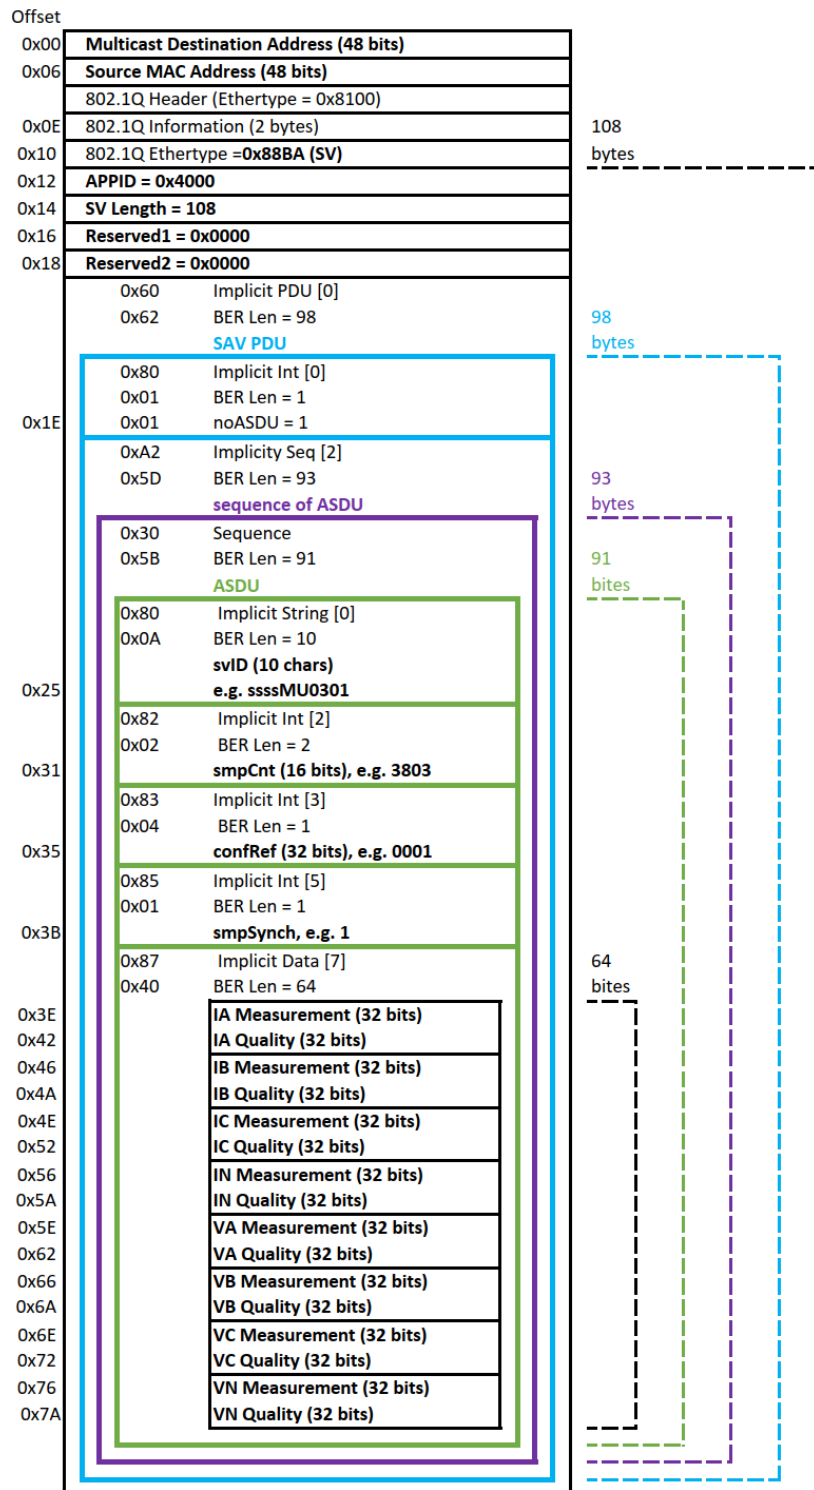 Offset
0x00 Multicast Destination Address (48 bits)
0x06 Source MAC Address (48 bits)
802.1Q Header (Ethertype = 0x8100)
0x0E 802.1Q Information (2 bytes) 108
0x10 802.1Q Ethertype =0x88BA (SV) bytes
0x12 APPID = 0x4000
0x14 SV Length = 108
0x16 Reserved1 = 0x0000
0x18 Reserved2 = 0x0000
0x60 Implicit PDU [0]
0x62 BER Len = 98 98
SAV PDU bytes
0x80 Implicit Int [0]
0x01 BER Len = 1
0x1E 0x01 noASDU = 1
0xA2 Implicity Seq [2]
0x5D BER Len = 93 93
sequence of ASDU bytes
0x30 Sequence
0x5B BER Len = 91 91
ASDU bites
0x80 Implicit String [0]
0x0A BER Len = 10
svID (10 chars)
0x25 e.g. ssssMU0301
0x82 Implicit Int [2]
0x02 BER Len = 2
0x31 smpCnt (16 bits), e.g. 3803
0x83 Implicit Int [3]
0x04 BER Len = 1
0x35 confRef (32 bits), e.g. 0001
0x85 Implicit Int [5]
0x01 BER Len = 1
0x3B smpSynch, e.g. 1
0x87 Implicit Data [7] 64
0x40 BER Len = 64 bites
0x3E IA Measurement (32 bits)
0x42 IA Quality (32 bits)
0x46 IB Measurement (32 bits)
0x4A IB Quality (32 bits)
0x4E IC Measurement (32 bits)
0x52 IC Quality (32 bits)
0x56 IN Measurement (32 bits)
0x5A IN Quality (32 bits)
0x5E VA Measurement (32 bits)
0x62 VA Quality (32 bits)
0x66 VB Measurement (32 bits)
0x6A VB Quality (32 bits)
0x6E VC Measurement (32 bits)
0x72 VC Quality (32 bits)
0x76 VN Measurement (32 bits)
0x7A VN Quality (32 bits)